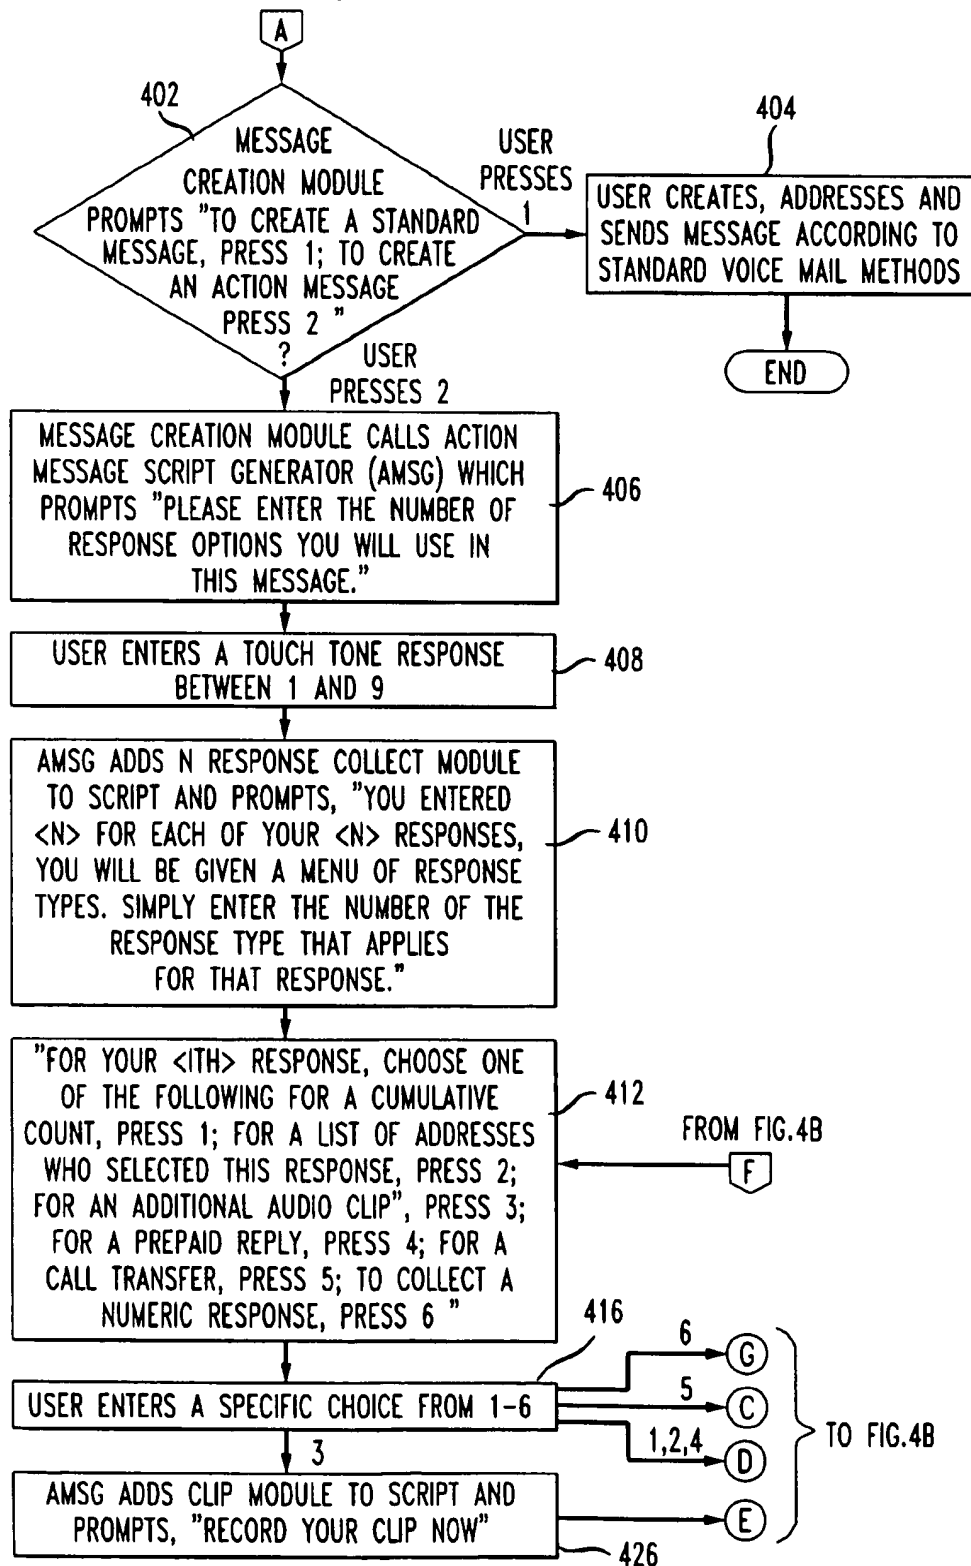 A
402
MESSAGE
CREATION MODULE
PROMPTS "TO CREATE A STANDARD
MESSAGE, PRESS 1; TO CREATE
AN ACTION MESSAGE
PRESS 2 "
?
USER
PRESSES
1
404
USER CREATES, ADDRESSES AND
SENDS MESSAGE ACCORDING TO
STANDARD VOICE MAIL METHODS
END
USER
PRESSES 2
MESSAGE CREATION MODULE CALLS ACTION
MESSAGE SCRIPT GENERATOR (AMSG) WHICH
PROMPTS "PLEASE ENTER THE NUMBER OF
RESPONSE OPTIONS YOU WILL USE IN
THIS MESSAGE."
406
USER ENTERS A TOUCH TONE RESPONSE
BETWEEN 1 AND 9
408
AMSG ADDS N RESPONSE COLLECT MODULE
TO SCRIPT AND PROMPTS, "YOU ENTERED
<N> FOR EACH OF YOUR <N> RESPONSES,
YOU WILL BE GIVEN A MENU OF RESPONSE
TYPES. SIMPLY ENTER THE NUMBER OF THE
RESPONSE TYPE THAT APPLIES
FOR THAT RESPONSE."
410
"FOR YOUR <ITH> RESPONSE, CHOOSE ONE
OF THE FOLLOWING FOR A CUMULATIVE
COUNT, PRESS 1; FOR A LIST OF ADDRESSES
WHO SELECTED THIS RESPONSE, PRESS 2;
FOR AN ADDITIONAL AUDIO CLIP", PRESS 3;
FOR A PREPAID REPLY, PRESS 4; FOR A
CALL TRANSFER, PRESS 5; TO COLLECT A
NUMERIC RESPONSE, PRESS 6 "
412
FROM FIG.4B
F
416
USER ENTERS A SPECIFIC CHOICE FROM 1-6
6
G
5
C
1,2,4
D
TO FIG.4B
3
AMSG ADDS CLIP MODULE TO SCRIPT AND
PROMPTS, "RECORD YOUR CLIP NOW"
E
426